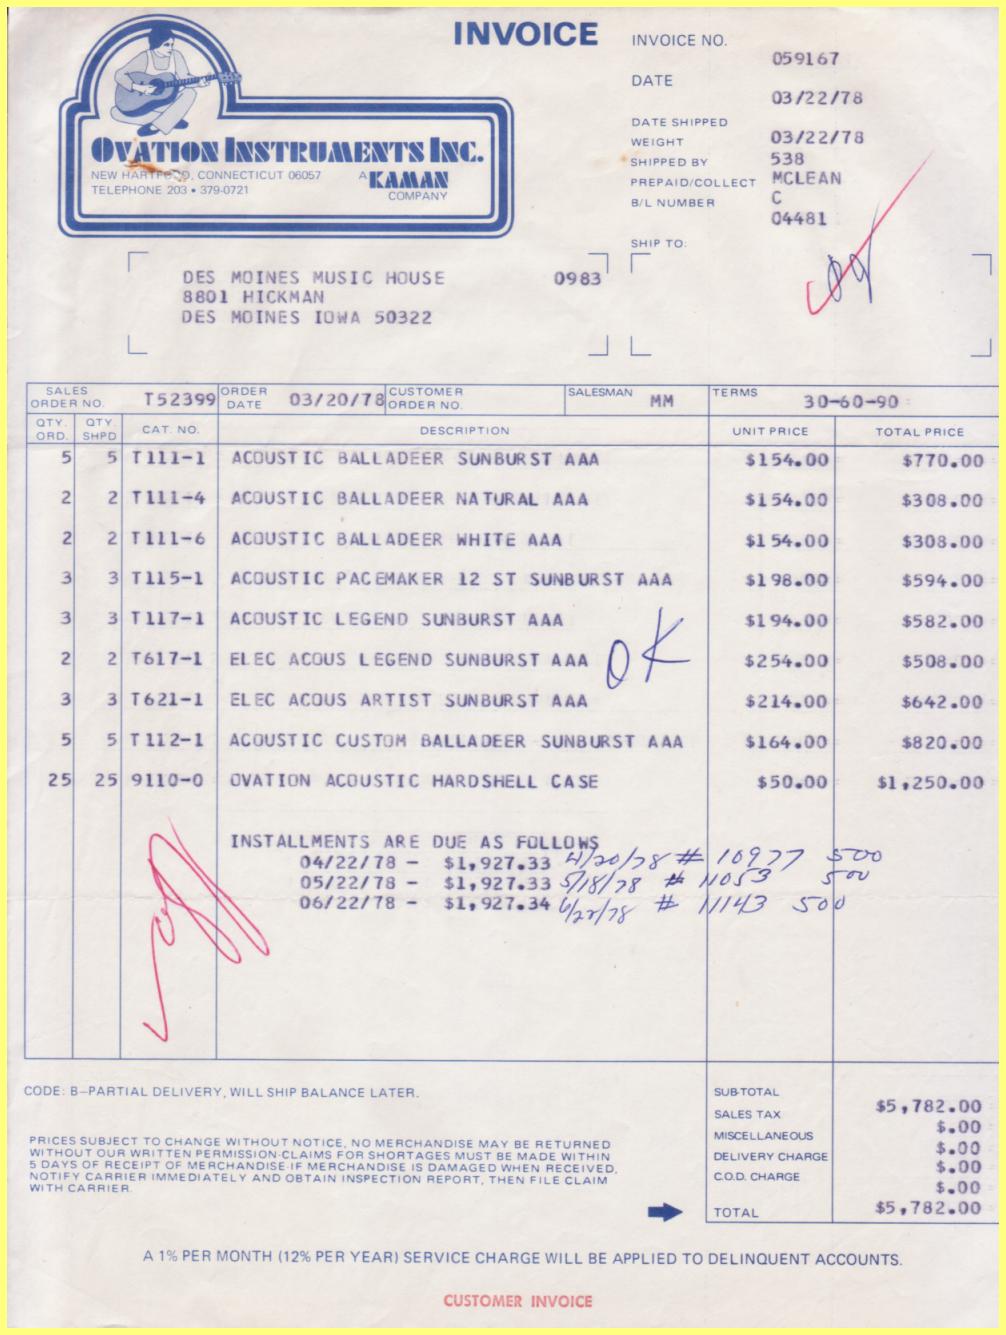 INVOICE
INVOICE NO.
059167
DATE
03/22/78
DATE SHIPPED
03/22/78
WEIGHT
538
SHIPPED BY
MCLEAN
PREPAID/COLLECT
C
B/L NUMBER
04481
OVATION INSTRUMENTS INC.
NEW HARTFORD, CONNECTICUT 06057
TELEPHONE 203 • 379-0721
A KAMAN COMPANY
SHIP TO:
DES MOINES MUSIC HOUSE 0983
8801 HICKMAN
DES MOINES IOWA 50322
SALES ORDER NO. T52399 ORDER DATE 03/20/78 CUSTOMER ORDER NO. SALESMAN MM TERMS 30-60-90
QTY. ORD. QTY. SHPD CAT. NO. DESCRIPTION UNIT PRICE TOTAL PRICE
5 5 T111-1 ACOUSTIC BALLADEER SUNBURST AAA $154.00 $770.00
2 2 T111-4 ACOUSTIC BALLADEER NATURAL AAA $154.00 $308.00
2 2 T111-6 ACOUSTIC BALLADEER WHITE AAA $154.00 $308.00
3 3 T115-1 ACOUSTIC PACEMAKER 12 ST SUNBURST AAA $198.00 $594.00
3 3 T117-1 ACOUSTIC LEGEND SUNBURST AAA $194.00 $582.00
2 2 T617-1 ELEC ACOUS LEGEND SUNBURST AAA $254.00 $508.00
OK
3 3 T621-1 ELEC ACOUS ARTIST SUNBURST AAA $214.00 $642.00
5 5 T112-1 ACOUSTIC CUSTOM BALLADEER SUNBURST AAA $164.00 $820.00
25 25 9110-0 OVATION ACOUSTIC HARDSHELL CASE $50.00 $1,250.00
INSTALLMENTS ARE DUE AS FOLLOWS
04/22/78 - $1,927.33 4/20/78 # 10977 500
05/22/78 - $1,927.33 5/18/78 # 11053 500
06/22/78 - $1,927.34 6/22/78 # 11143 500
CODE: B-PARTIAL DELIVERY, WILL SHIP BALANCE LATER.
PRICES SUBJECT TO CHANGE WITHOUT NOTICE, NO MERCHANDISE MAY BE RETURNED
WITHOUT OUR WRITTEN PERMISSION-CLAIMS FOR SHORTAGES MUST BE MADE WITHIN
5 DAYS OF RECEIPT OF MERCHANDISE-IF MERCHANDISE IS DAMAGED WHEN RECEIVED,
NOTIFY CARRIER IMMEDIATELY AND OBTAIN INSPECTION REPORT, THEN FILE CLAIM
WITH CARRIER.
SUB-TOTAL $5,782.00
SALES TAX $.00
MISCELLANEOUS $.00
DELIVERY CHARGE $.00
C.O.D. CHARGE $.00
TOTAL $5,782.00
A 1% PER MONTH (12% PER YEAR) SERVICE CHARGE WILL BE APPLIED TO DELINQUENT ACCOUNTS.
CUSTOMER INVOICE